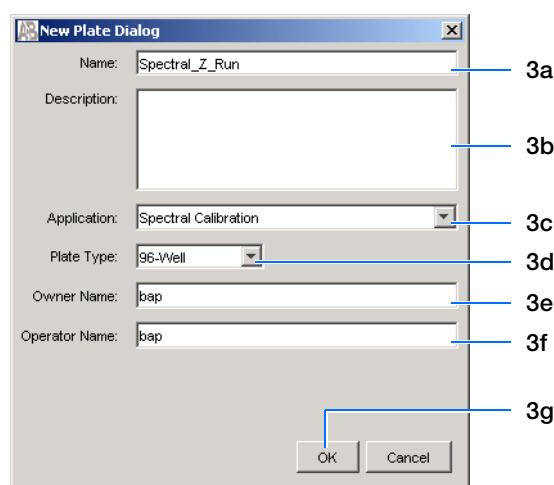 AB New Plate Dialog
Name: Spectral_Z_Run 3a
Description: 3b
Application: Spectral Calibration 3c
Plate Type: 96-Well 3d
Owner Name: bap 3e
Operator Name: bap 3f
3g
OK Cancel